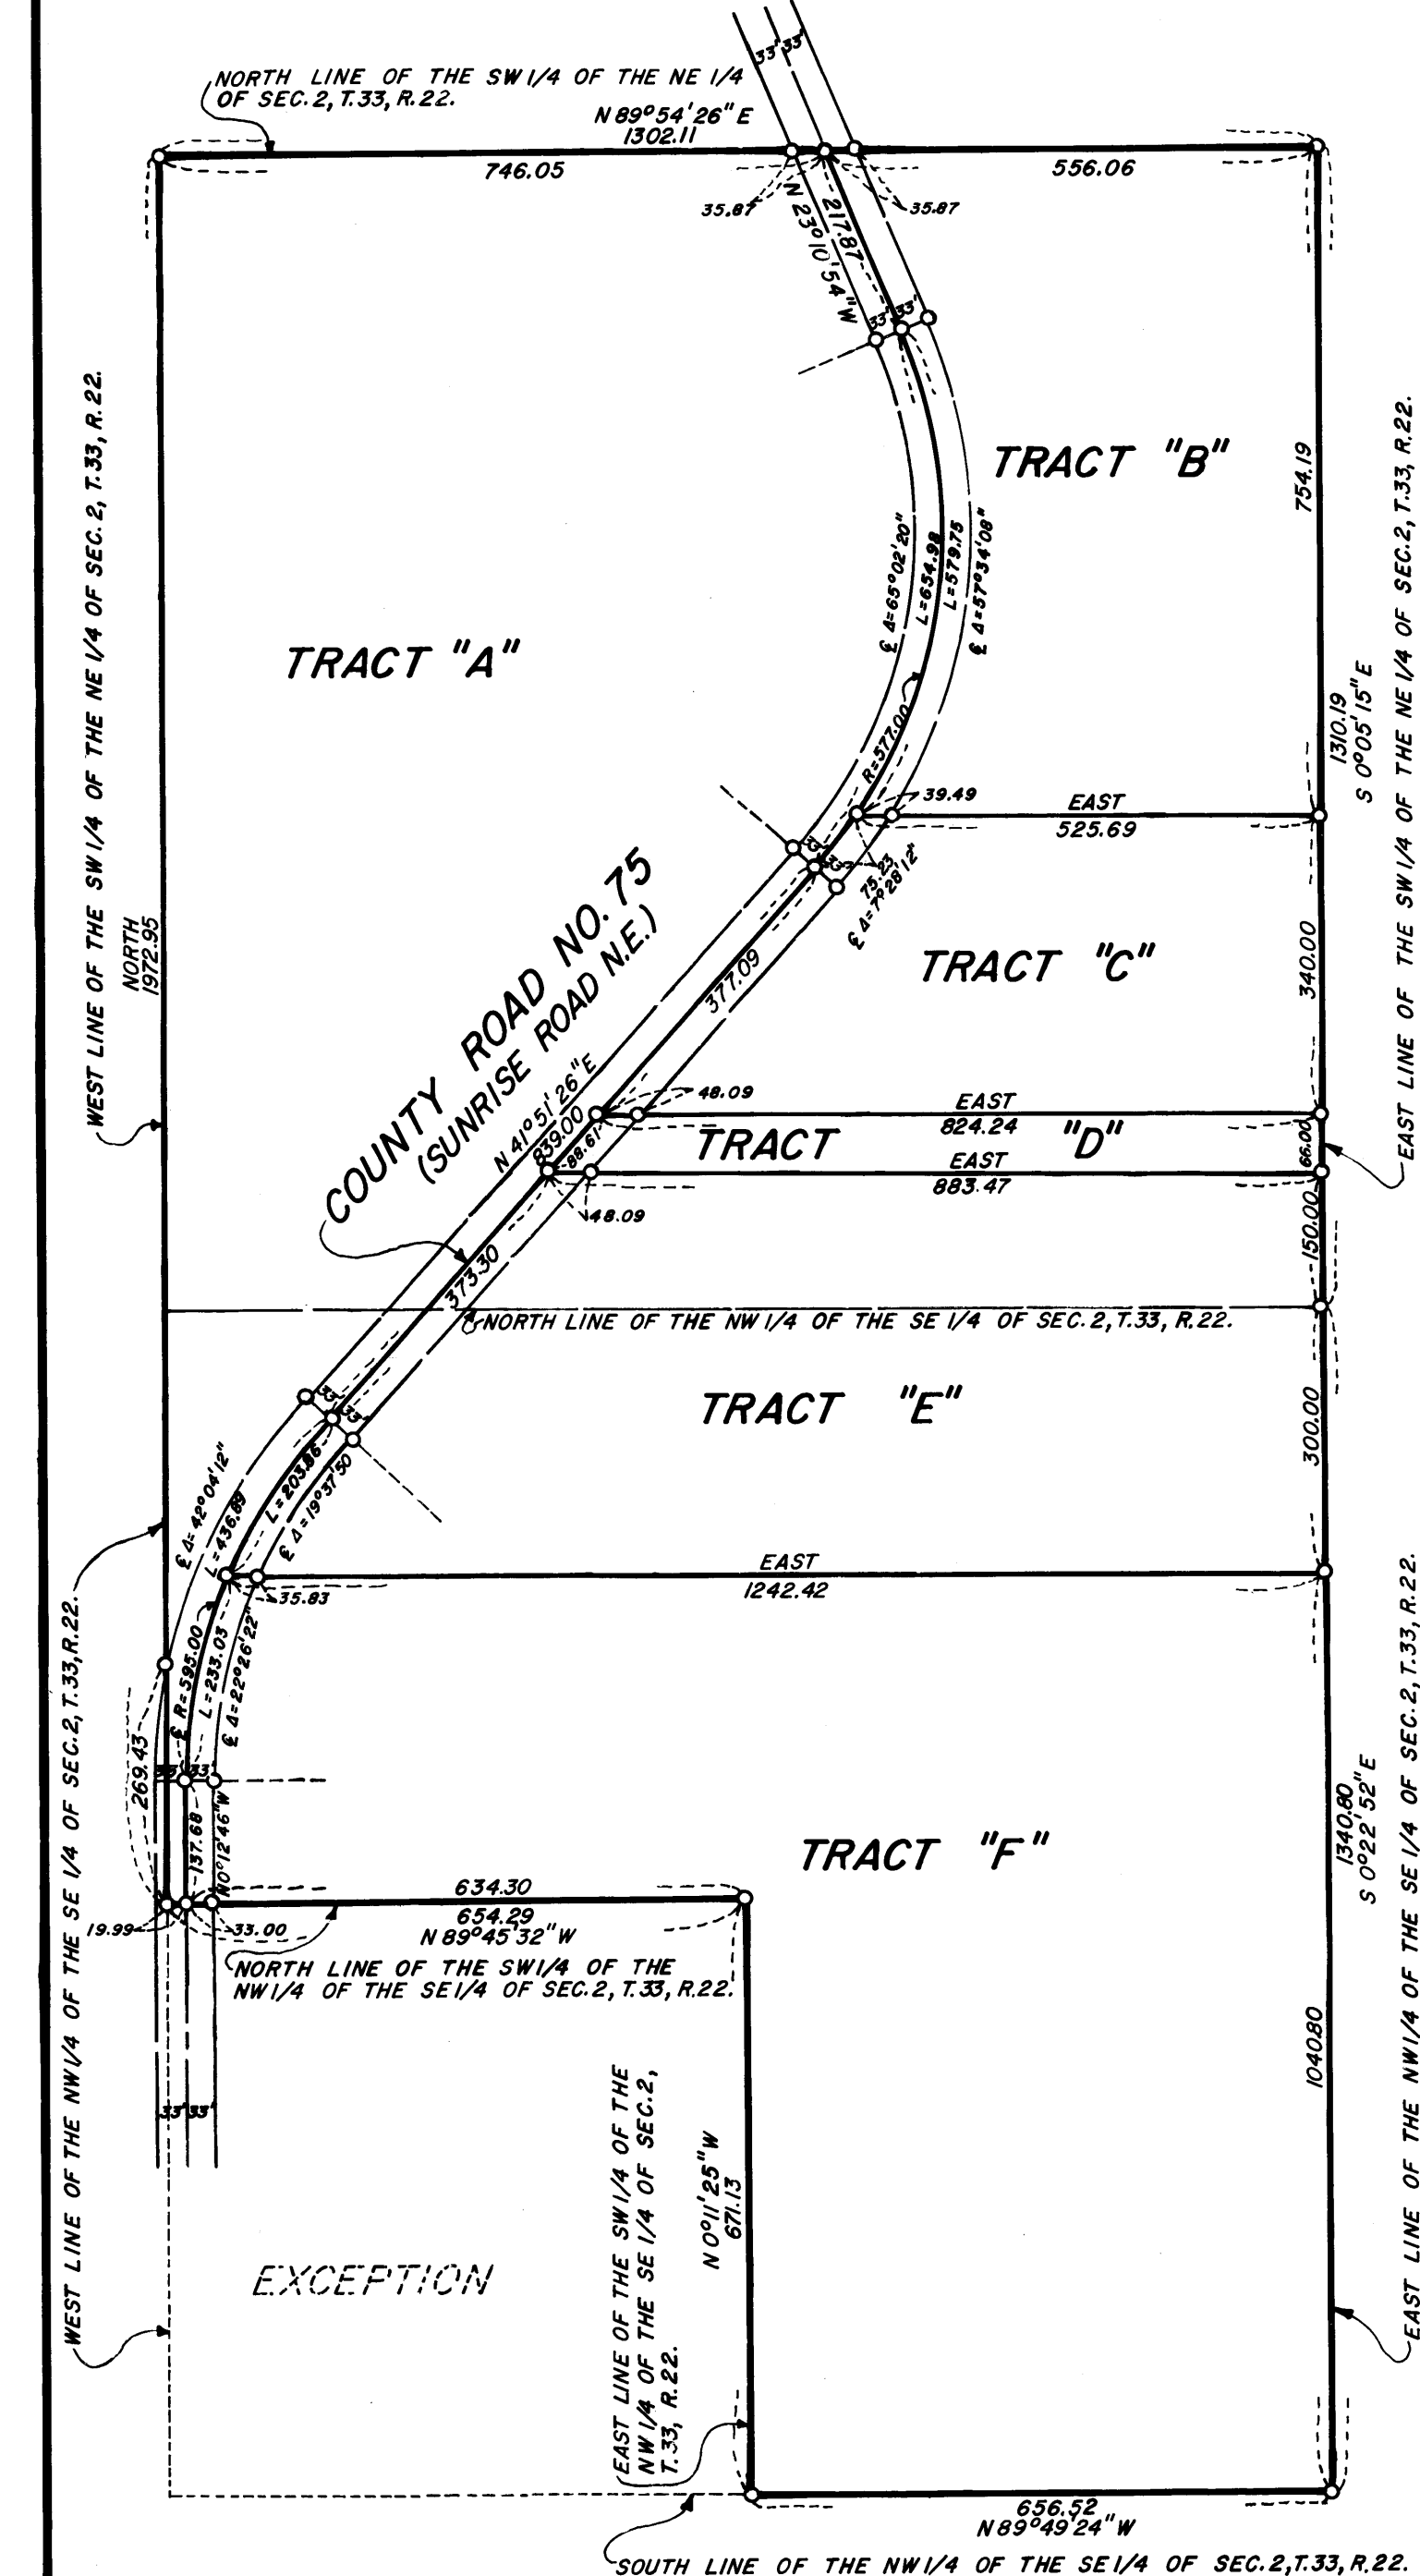 33' 33'
NORTH LINE OF THE SW 1/4 OF THE NE 1/4
OF SEC. 2, T.33, R.22.
N 89°54'26" E
1302.11
746.05
556.06
35.87
35.87
217.87
N 23°10'54" W
33' 33'
TRACT "B"
754.19
WEST LINE OF THE SW 1/4 OF THE NE 1/4 OF SEC. 2, T.33, R.22.
EAST LINE OF THE SW 1/4 OF THE NE 1/4 OF SEC. 2, T.33, R.22.
℄ Δ=65°02'20"
L=654.98
L=579.75
℄ Δ=57°34'08"
TRACT "A"
R=577.00
1310.19
S 0°05'15" E
39.49
EAST
525.69
33'
33'
75.23
℄ Δ=7°28'12"
NORTH
1972.95
COUNTY ROAD NO. 75
(SUNRISE ROAD N.E.)
377.09
TRACT "C"
340.00
N 41°51'26" E
839.00
88.61
48.09
EAST
824.24
TRACT "D"
66.00
EAST
883.47
48.09
150.00
373.30
NORTH LINE OF THE NW 1/4 OF THE SE 1/4 OF SEC. 2, T.33, R.22.
33'
33'
TRACT "E"
300.00
℄ Δ=42°04'12"
L=436.89
L=203.86
℄ Δ=19°37'50
EAST
1242.42
35.83
℄ R=595.00
L=233.03
℄ Δ=22°26'22"
269.43
33' 33'
137.68
N0°12'46"W
WEST LINE OF THE NW 1/4 OF THE SE 1/4 OF SEC. 2, T.33, R.22.
EAST LINE OF THE NW 1/4 OF THE SE 1/4 OF SEC. 2, T.33, R.22.
1340.80
S 0°22'52" E
TRACT "F"
634.30
654.29
N 89°45'32" W
19.99
33.00
NORTH LINE OF THE SW 1/4 OF THE
NW 1/4 OF THE SE 1/4 OF SEC. 2, T.33, R.22.
33' 33'
1040.80
EAST LINE OF THE SW 1/4 OF THE
NW 1/4 OF THE SE 1/4 OF SEC. 2,
T.33, R.22.
N 0°11'25" W
671.13
EXCEPTION
656.52
N 89°49'24" W
SOUTH LINE OF THE NW 1/4 OF THE SE 1/4 OF SEC. 2, T.33, R.22.